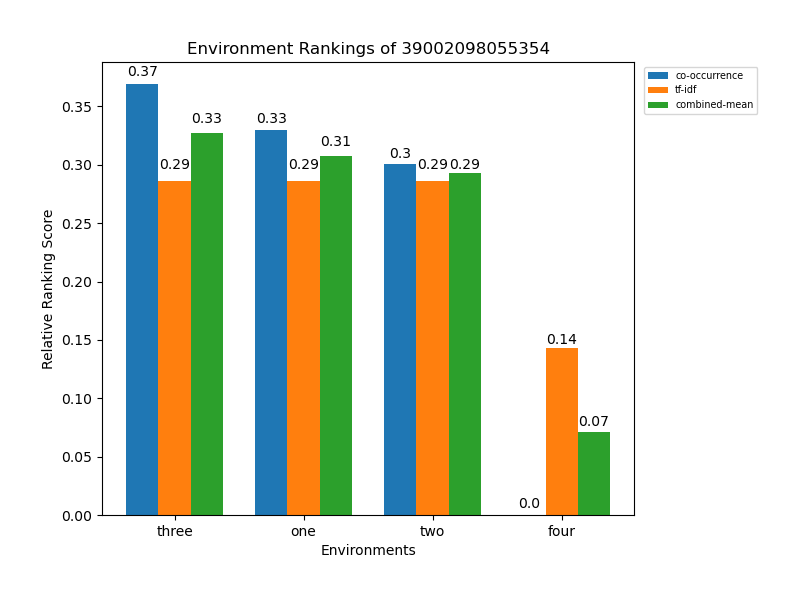 Environment Rankings of 39002098055354
co-occurrence
tf-idf
combined-mean
Relative Ranking Score
0.35
0.30
0.25
0.20
0.15
0.10
0.05
0.00
0.37
0.29
0.33
0.33
0.29
0.31
0.3
0.29
0.29
0.0
0.14
0.07
three
one
two
four
Environments